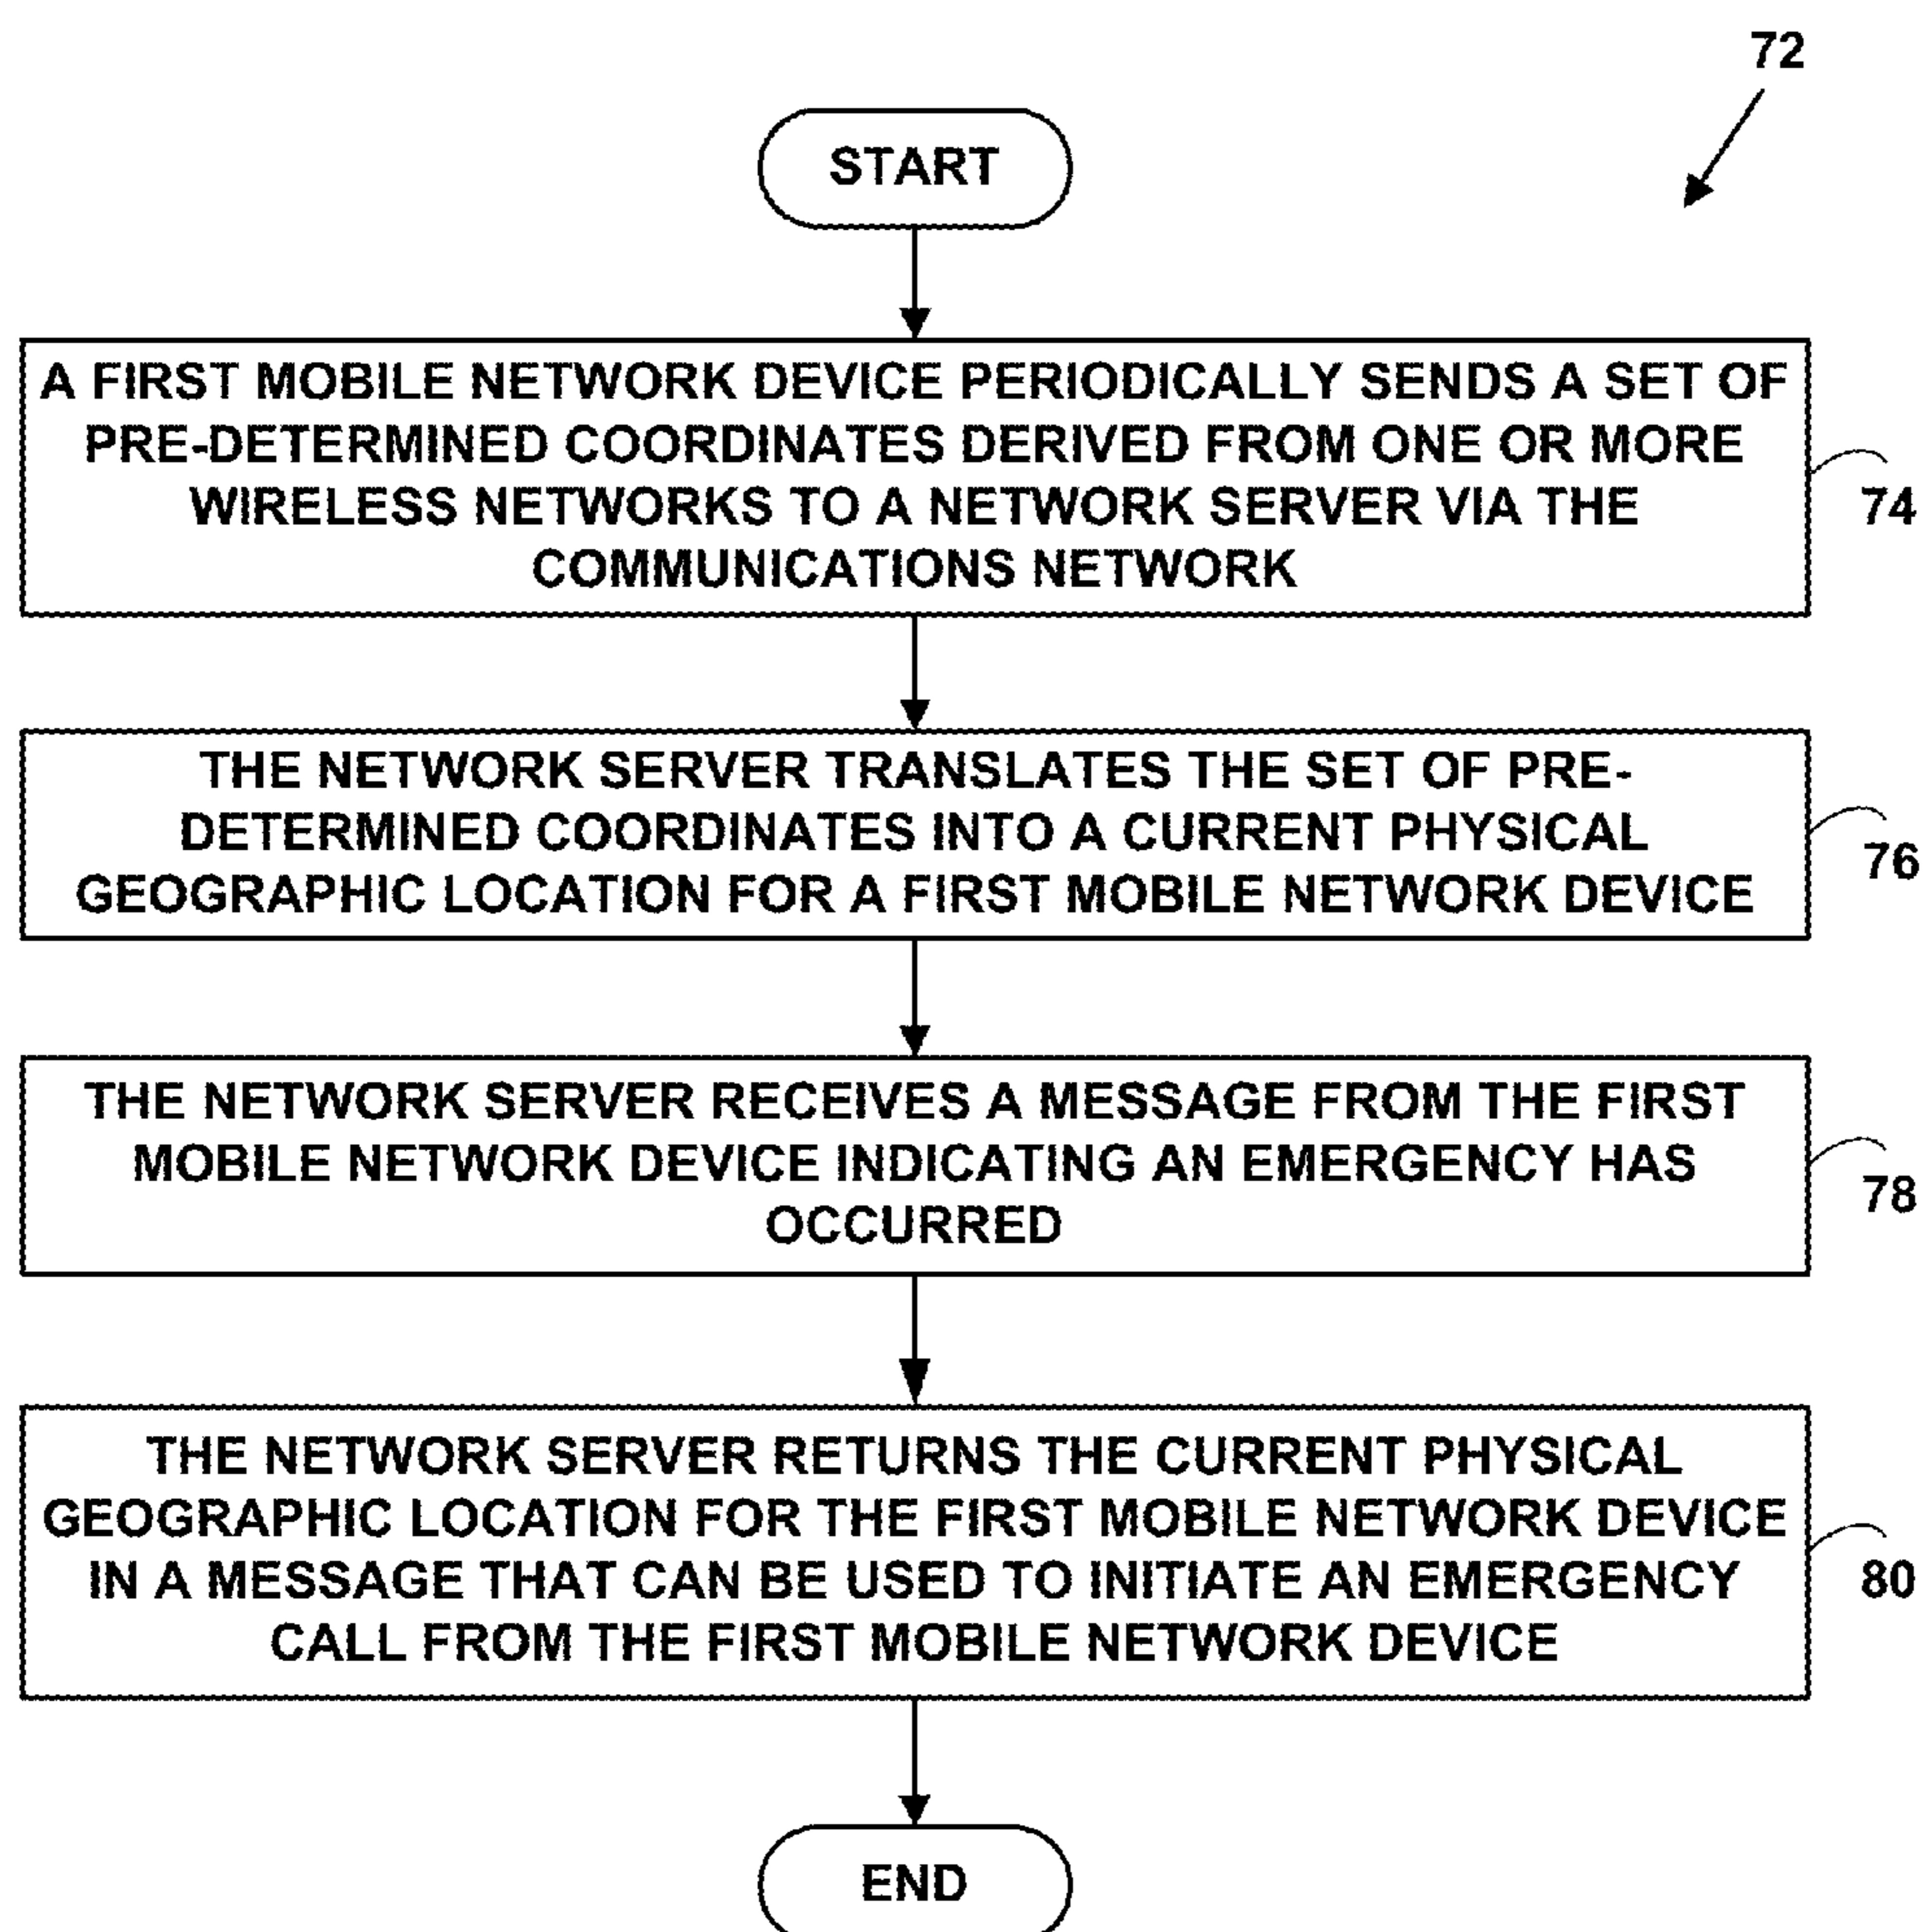 72
START
A FIRST MOBILE NETWORK DEVICE PERIODICALLY SENDS A SET OF
PRE-DETERMINED COORDINATES DERIVED FROM ONE OR MORE
WIRELESS NETWORKS TO A NETWORK SERVER VIA THE
COMMUNICATIONS NETWORK
74
THE NETWORK SERVER TRANSLATES THE SET OF PRE-
DETERMINED COORDINATES INTO A CURRENT PHYSICAL
GEOGRAPHIC LOCATION FOR A FIRST MOBILE NETWORK DEVICE
76
THE NETWORK SERVER RECEIVES A MESSAGE FROM THE FIRST
MOBILE NETWORK DEVICE INDICATING AN EMERGENCY HAS
OCCURRED
78
THE NETWORK SERVER RETURNS THE CURRENT PHYSICAL
GEOGRAPHIC LOCATION FOR THE FIRST MOBILE NETWORK DEVICE
IN A MESSAGE THAT CAN BE USED TO INITIATE AN EMERGENCY
CALL FROM THE FIRST MOBILE NETWORK DEVICE
80
END